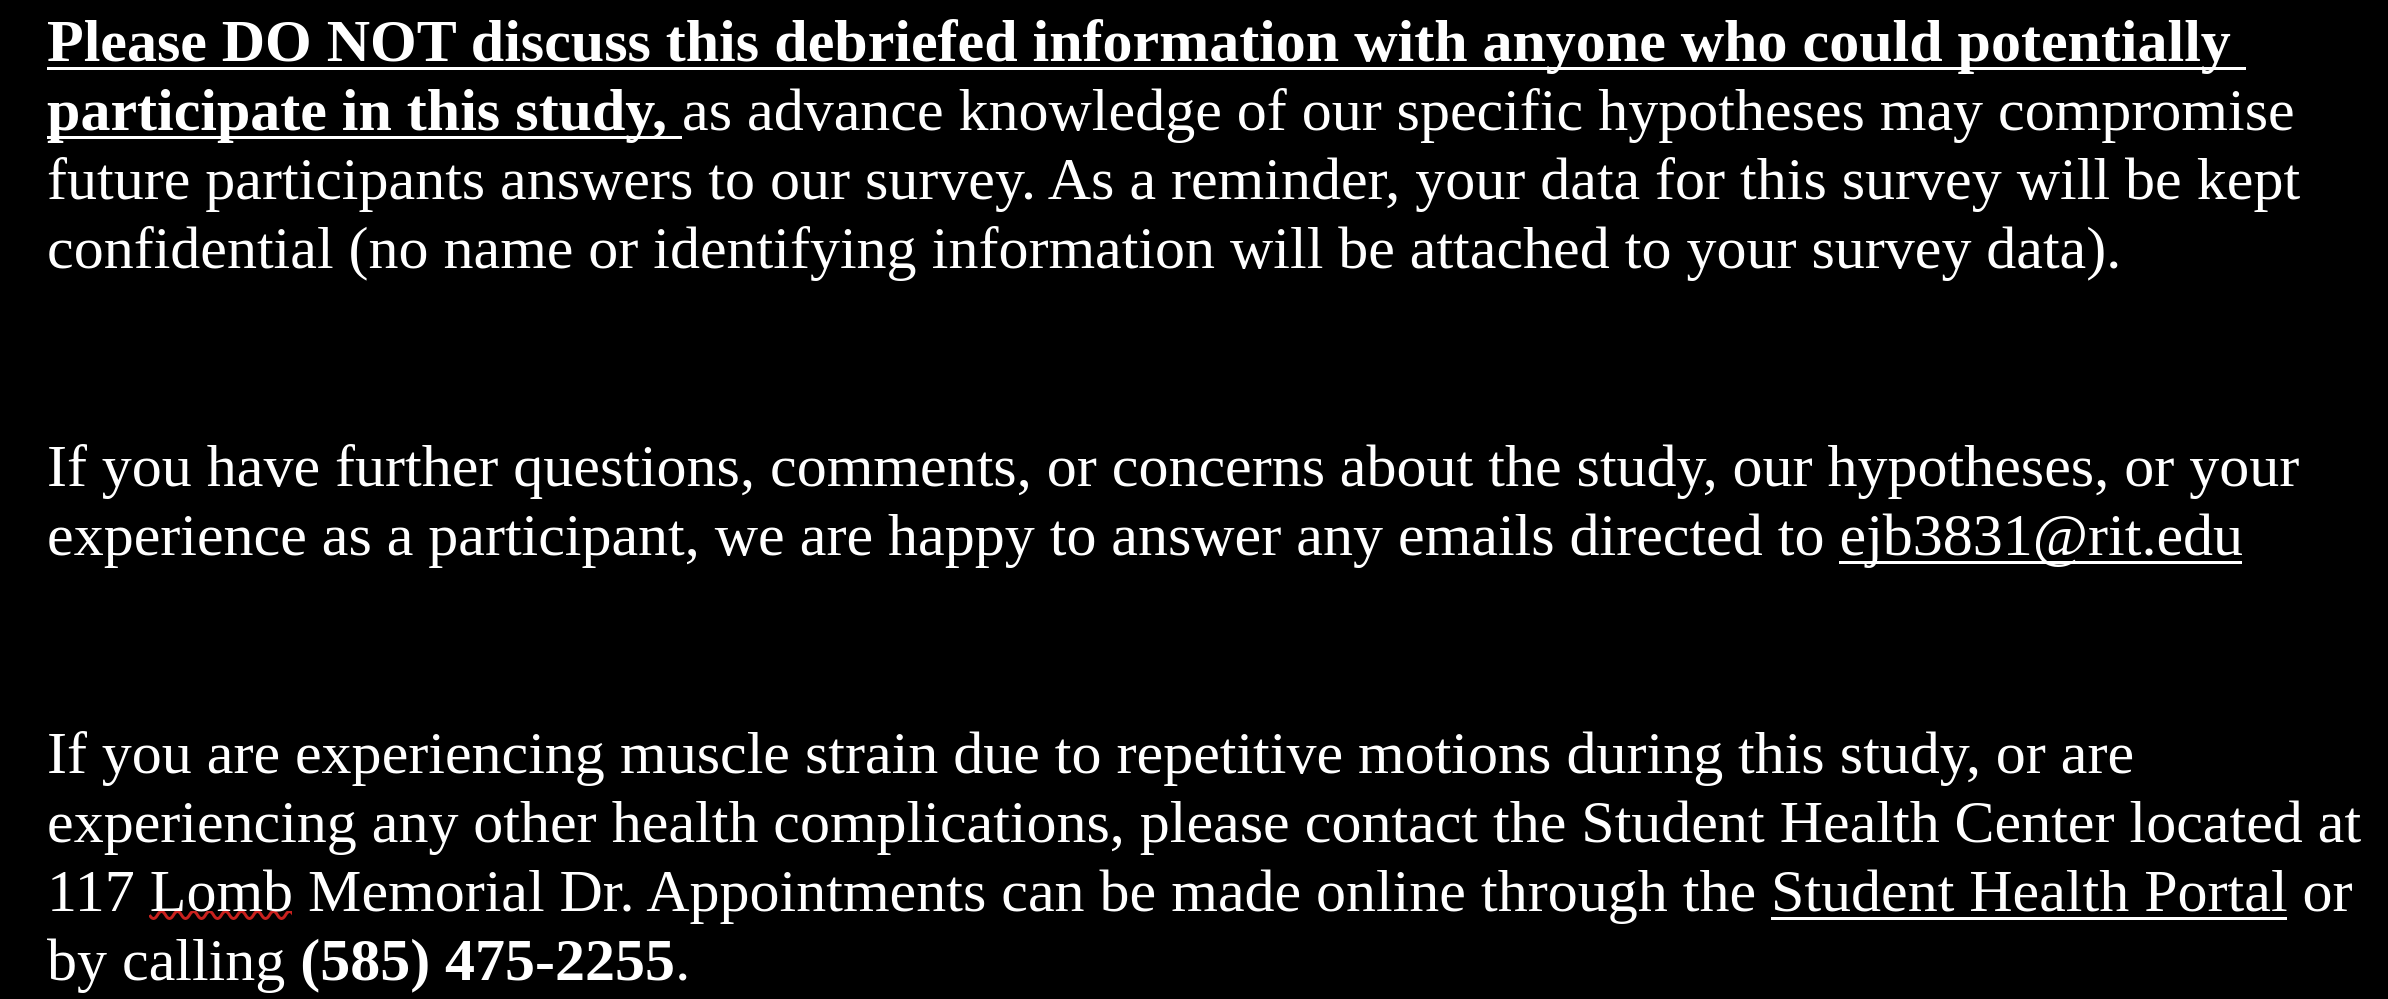 Please DO NOT discuss this debriefed information with anyone who could potentially
participate in this study, as advance knowledge of our specific hypotheses may compromise
future participants answers to our survey. As a reminder, your data for this survey will be kept
confidential (no name or identifying information will be attached to your survey data).
If you have further questions, comments, or concerns about the study, our hypotheses, or your
experience as a participant, we are happy to answer any emails directed to ejb3831@rit.edu
If you are experiencing muscle strain due to repetitive motions during this study, or are
experiencing any other health complications, please contact the Student Health Center located at
117 Lomb Memorial Dr. Appointments can be made online through the Student Health Portal or
by calling (585) 475-2255.